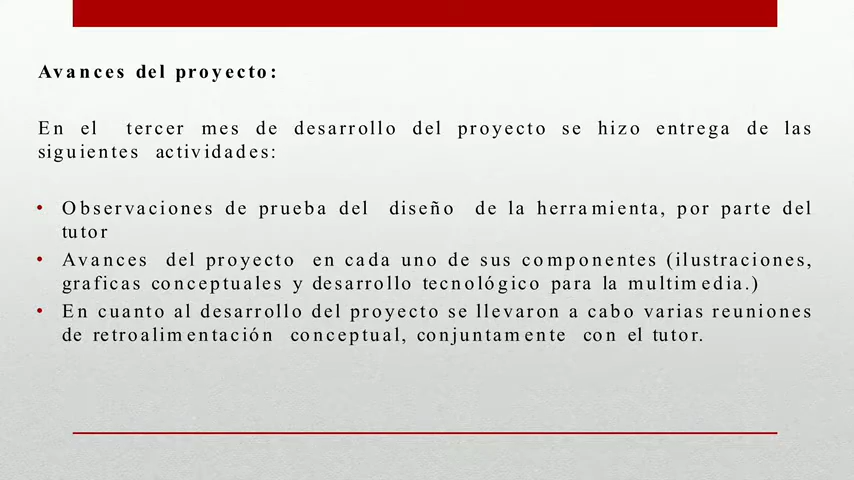 Avances del proyecto:
En el tercer mes de desarrollo del proyecto se hizo entrega de las
siguientes actividades:
• Observaciones de prueba del diseño de la herramienta, por parte del
tutor
• Avances del proyecto en cada uno de sus componentes (ilustraciones,
graficas conceptuales y desarrollo tecnológico para la multimedia.)
• En cuanto al desarrollo del proyecto se llevaron a cabo varias reuniones
de retroalimentación conceptual, conjuntamente con el tutor.